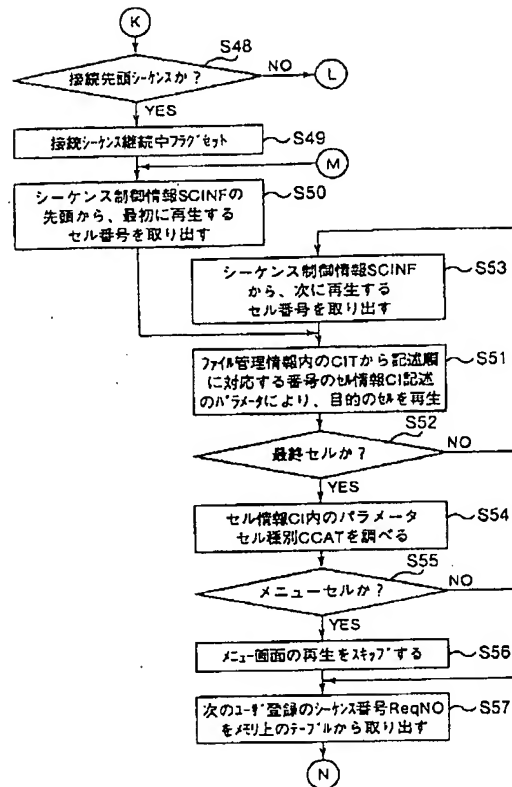 K
S48
接続先頭シーケンスか？
NO
L
YES
接続シーケンス継続中フラグセット
S49
M
シーケンス制御情報SCINFの
先頭から、最初に再生する
セル番号を取り出す
S50
シーケンス制御情報SCINF
から、次に再生する
セル番号を取り出す
S53
ファイル管理情報内のCITから記述順
に対応する番号のセル情報CI記述
のパラメータにより、目的のセルを再生
S51
S52
最終セルか？
NO
YES
セル情報CI内のパラメータ
セル種別CCATを調べる
S54
S55
メニューセルか？
NO
YES
メニュー画面の再生をスキップする
S56
次のユーザ登録のシーケンス番号ReqNO
をメモリ上のテーブルから取り出す
S57
N